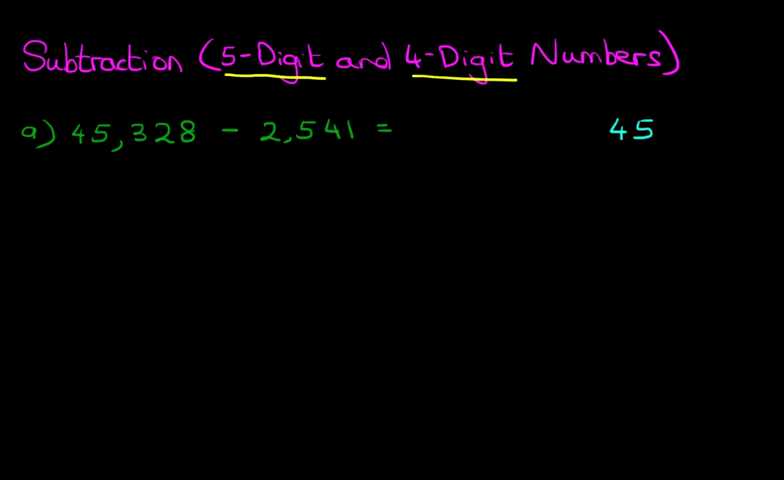 Subtraction (5-Digit and 4-Digit Numbers)
a) 45,328 - 2,541 = 45